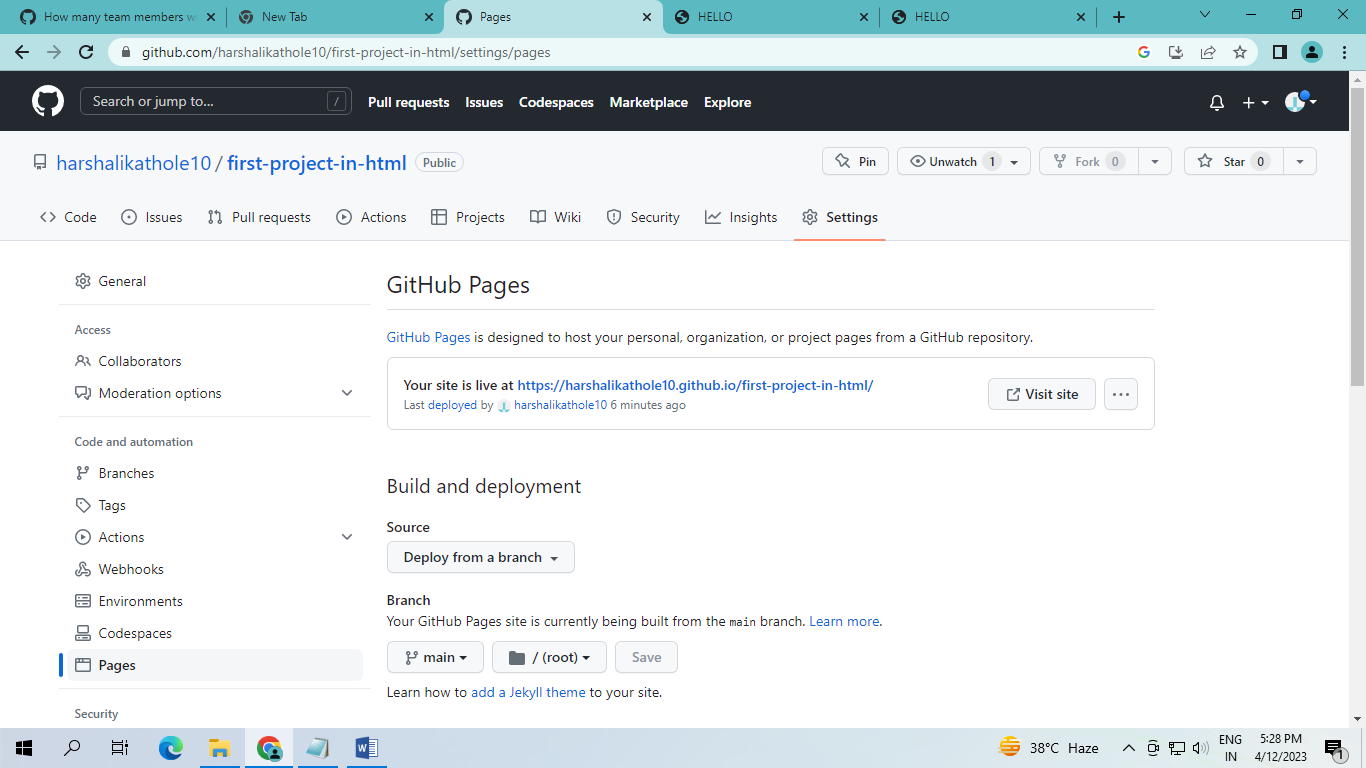 How many team members w
New Tab
Pages
HELLO
HELLO
github.com/harshalikathole10/first-project-in-html/settings/pages
Search or jump to... /
Pull requests Issues Codespaces Marketplace Explore
harshalikathole10 / first-project-in-html Public
Pin Unwatch 1 Fork 0 Star 0
Code Issues Pull requests Actions Projects Wiki Security Insights Settings
General
Access
Collaborators
Moderation options
Code and automation
Branches
Tags
Actions
Webhooks
Environments
Codespaces
Pages
Security
GitHub Pages
GitHub Pages is designed to host your personal, organization, or project pages from a GitHub repository.
Your site is live at https://harshalikathole10.github.io/first-project-in-html/
Last deployed by harshalikathole10 6 minutes ago
Visit site
Build and deployment
Source
Deploy from a branch
Branch
Your GitHub Pages site is currently being built from the main branch. Learn more.
main / (root) Save
Learn how to add a Jekyll theme to your site.
38°C Haze
ENG
IN
5:28 PM
4/12/2023
1